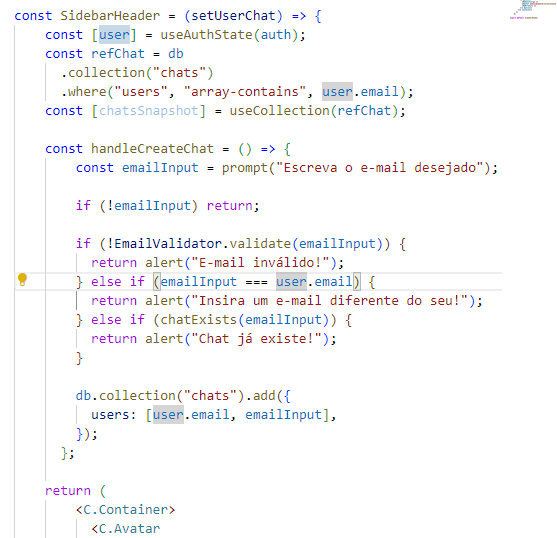 const SidebarHeader = (setUserChat) => {
const [user] = useAuthState(auth);
const refChat = db
.collection("chats")
.where("users", "array-contains", user.email);
const [chatsSnapshot] = useCollection(refChat);
const handleCreateChat = () => {
const emailInput = prompt("Escreva o e-mail desejado");
if (!emailInput) return;
if (!EmailValidator.validate(emailInput)) {
return alert("E-mail inválido!");
} else if (emailInput === user.email) {
return alert("Insira um e-mail diferente do seu!");
} else if (chatExists(emailInput)) {
return alert("Chat já existe!");
}
db.collection("chats").add({
users: [user.email, emailInput],
});
};
return (
<C.Container>
<C.Avatar